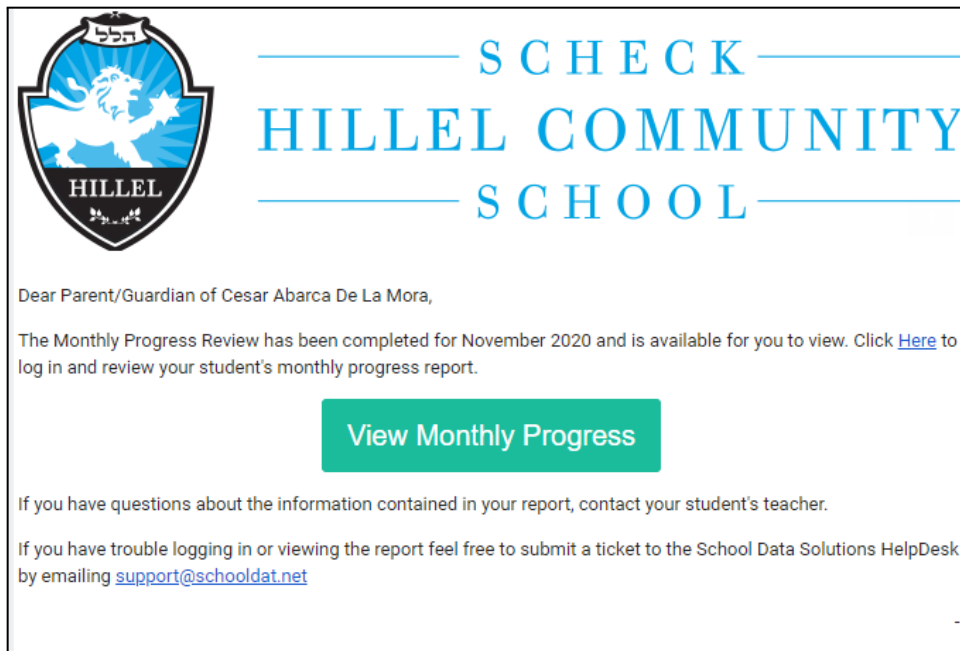 הלל
HILLEL
SCHECK
HILLEL COMMUNITY
SCHOOL
Dear Parent/Guardian of Cesar Abarca De La Mora,
The Monthly Progress Review has been completed for November 2020 and is available for you to view. Click Here to
log in and review your student's monthly progress report.
View Monthly Progress
If you have questions about the information contained in your report, contact your student's teacher.
If you have trouble logging in or viewing the report feel free to submit a ticket to the School Data Solutions HelpDesk
by emailing support@schooldat.net
-